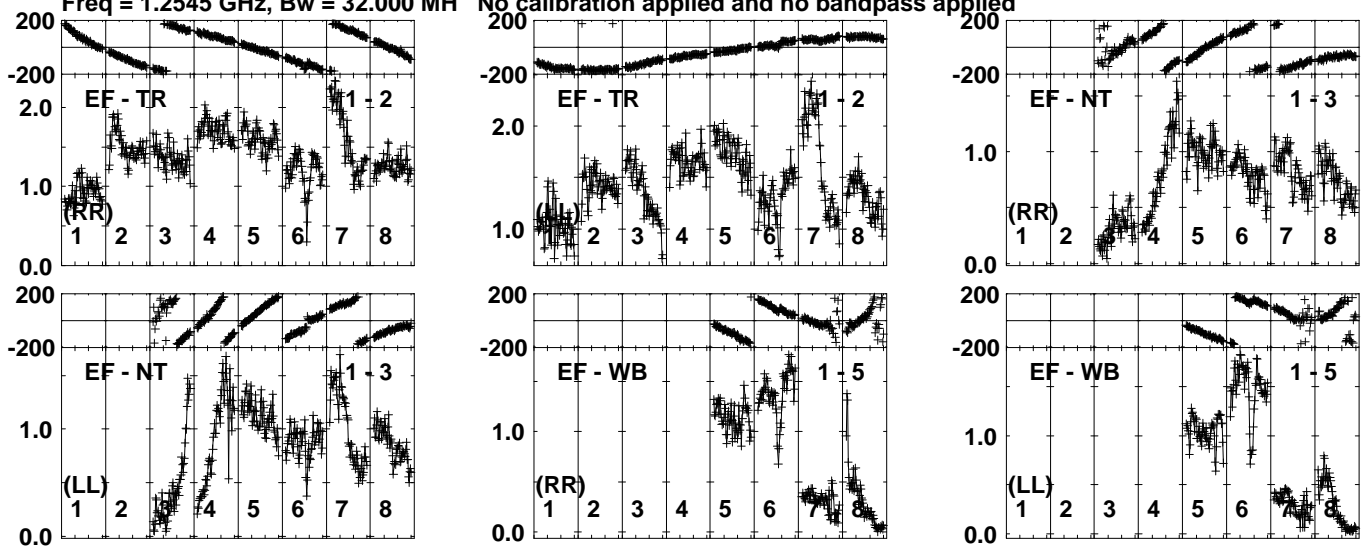 Freq = 1.2545 GHz, Bw = 32.000 MH No calibration applied and no bandpass applied
200
-200
EF - TR 1 - 2
2.0
1.0
(RR)
1 2 3 4 5 6 7 8
0.0
EF - TR 1 - 2
2.0
1.0
(LL)
1 2 3 4 5 6 7 8
200
-200
EF - NT 1 - 3
1.0
(RR)
1 2 3 4 5 6 7 8
0.0
200
-200
EF - NT 1 - 3
1.0
(LL)
1 2 3 4 5 6 7 8
0.0
200
-200
EF - WB 1 - 5
1.0
(RR)
1 2 3 4 5 6 7 8
0.0
200
-200
EF - WB 1 - 5
1.0
(LL)
1 2 3 4 5 6 7 8
0.0